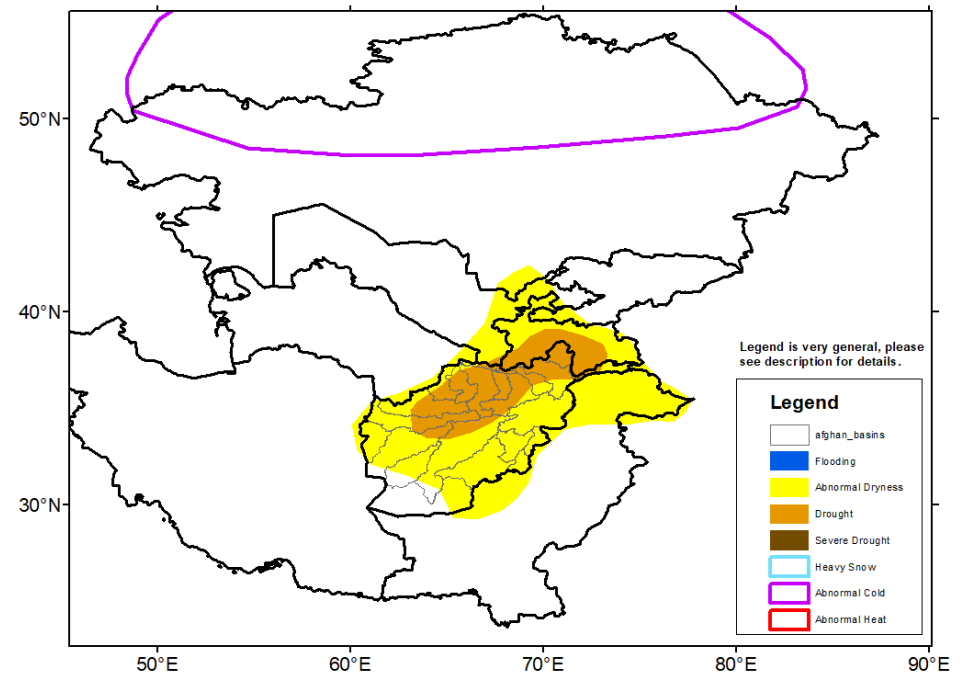 50°N
40°N
30°N
Legend is very general, please
see description for details.
Legend
afghan_basins
Flooding
Abnormal Dryness
Drought
Severe Drought
Heavy Snow
Abnormal Cold
Abnormal Heat
50°E
60°E
70°E
80°E
90°E